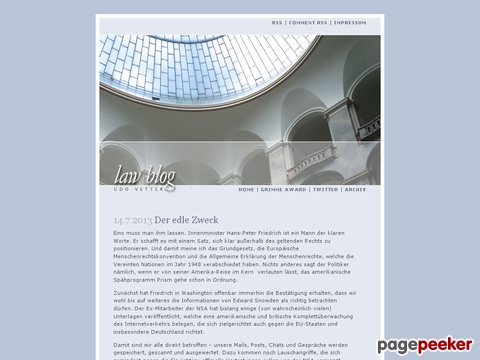 RSS | COMMENT RSS | IMPRESSUM
law blog
UDO VETTER
HOME | GRIMME AWARD | TWITTER | ARCHIV
14.7.2013 Der edle Zweck
Eins muss man ihm lassen. Innenminister Hans-Peter Friedrich ist ein Mann der klaren
Worte. Er schafft es mit einem Satz, sich klar außerhalb des geltenden Rechts zu
positionieren. Und damit meine ich das Grundgesetz, die Europäische
Menschenrechtskonvention und die Allgemeine Erklärung der Menschenrechte, welche die
Vereinten Nationen im Jahr 1948 verabschiedet haben. Nichts anderes sagt der Politiker
nämlich, wenn er von seiner Amerika-Reise im Kern verlauten lässt, das amerikanische
Spähprogramm Prism gehe schon in Ordnung.
Zunächst hat Friedrich in Washington offenbar immerhin die Bestätigung erhalten, dass wir
wohl bis auf weiteres die Informationen von Edward Snowden als richtig betrachten
dürfen. Der Ex-Mitarbeiter der NSA hat bislang einige (von wahrscheinlich vielen)
Unterlagen veröffentlicht, welche eine amerikanische und britische Komplettüberwachung
des Internetverkehrs belegen, die sich zielgerichtet auch gegen die EU-Staaten und
insbesondere Deutschland richtet.
Damit sind wir alle direkt betroffen – unsere Mails, Posts, Chats und Gespräche werden
gespeichert, gescannt und ausgewertet. Dazu kommen noch Lauschangriffe, die sich
pagepeeker
free screenshots